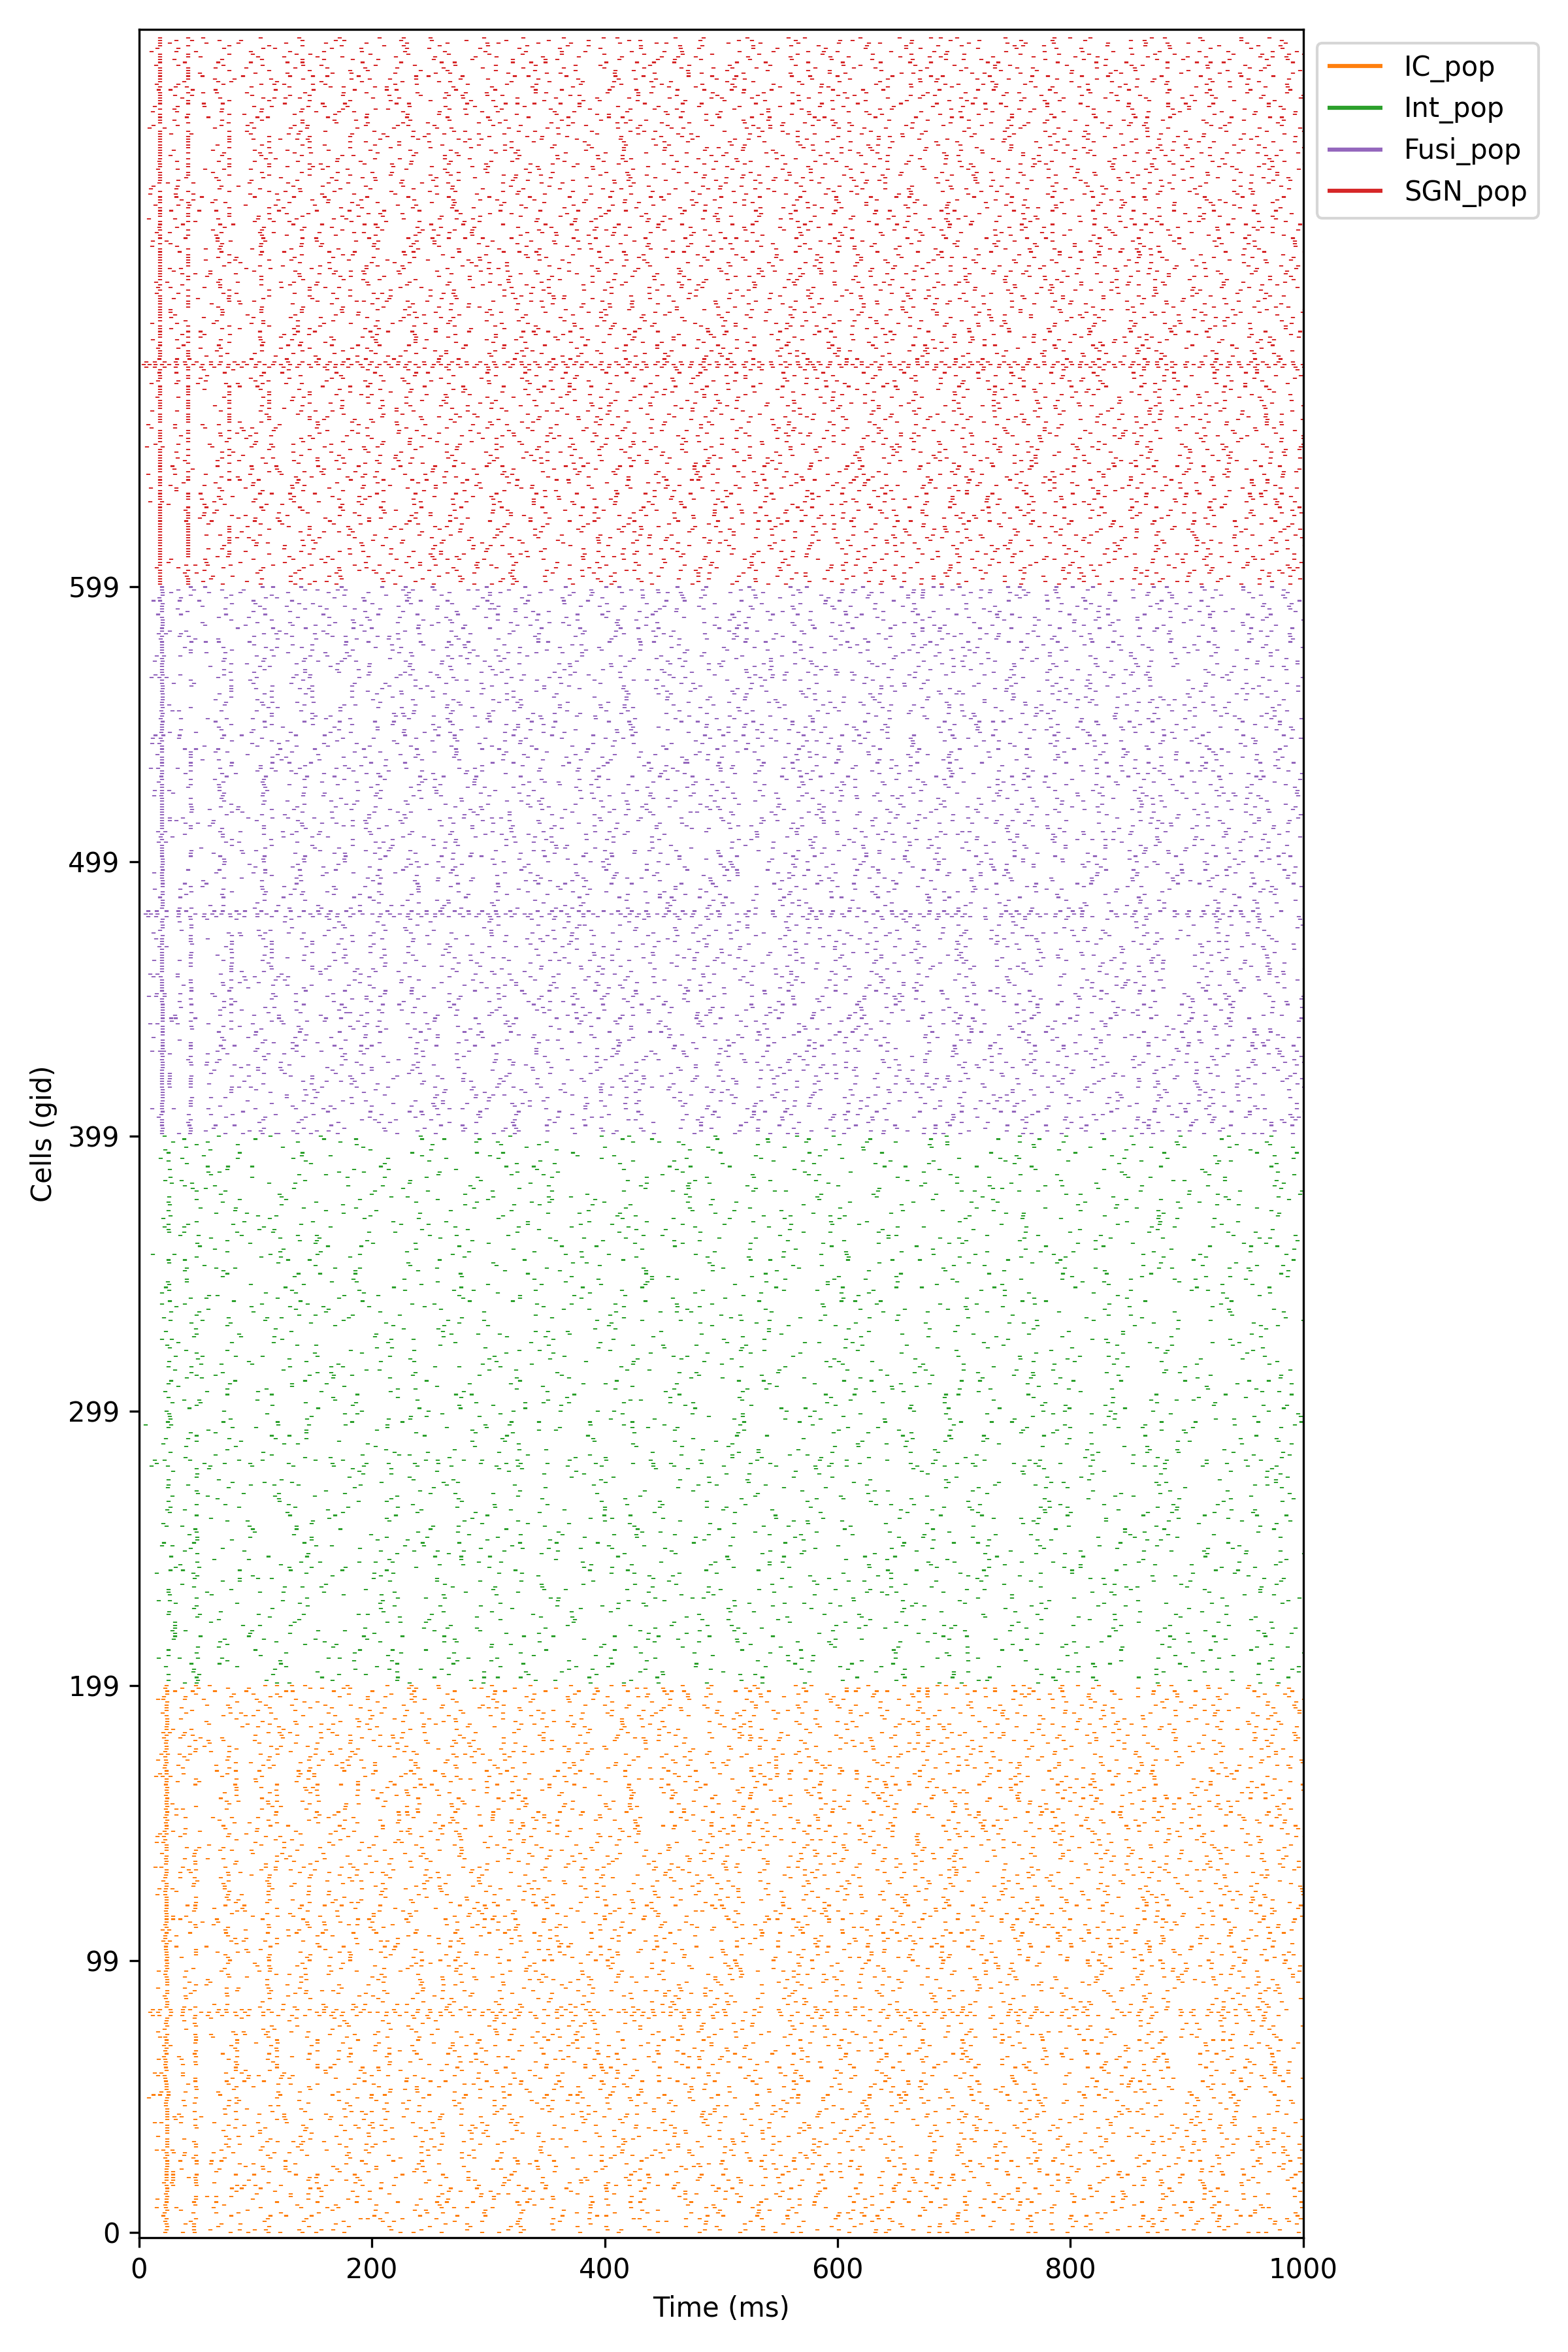 IC_pop
Int_pop
Fusi_pop
SGN_pop
599
499
399
299
199
99
0
Cells (gid)
0 200 400 600 800 1000
Time (ms)